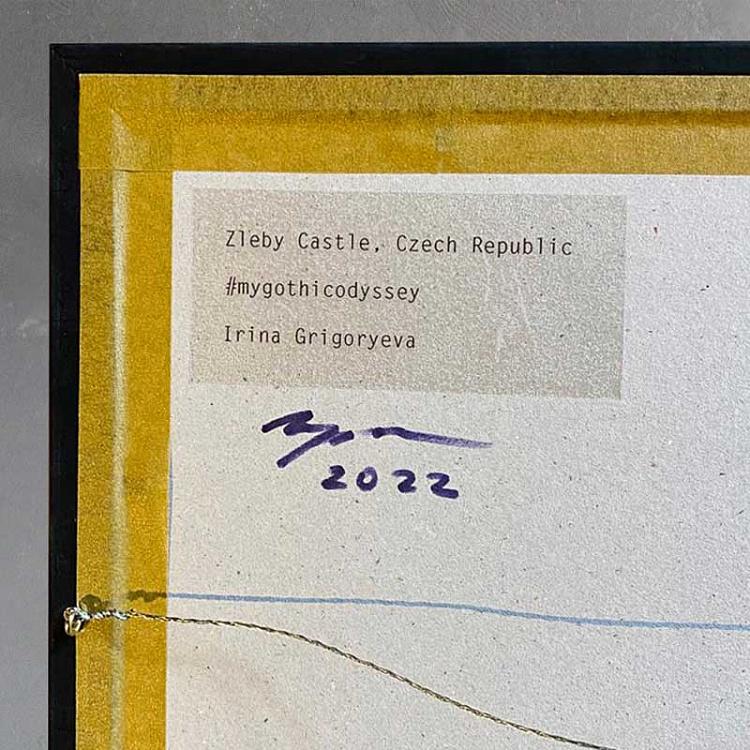 Zleby Castle, Czech Republic
#mygothicodyssey
Irina Grigoryeva
2022